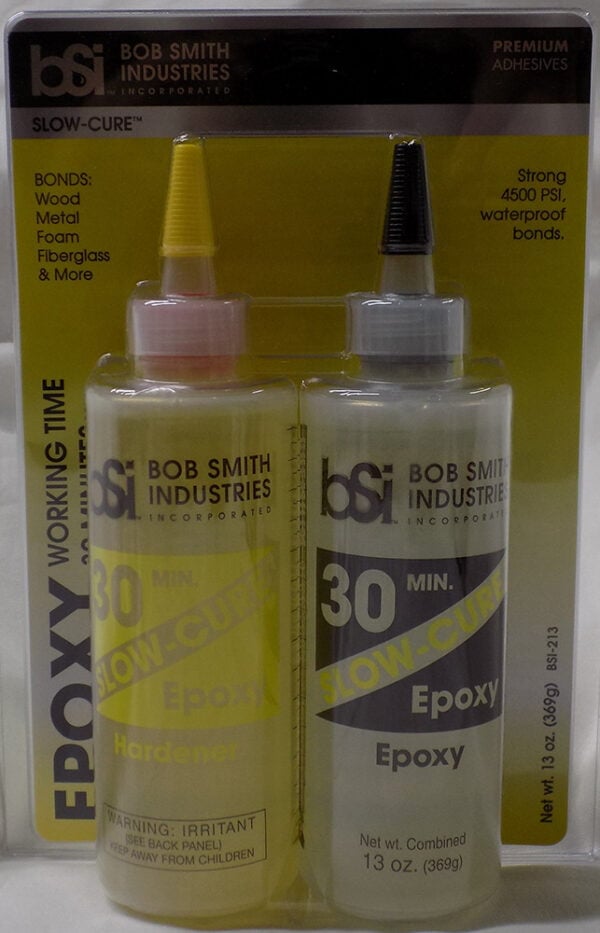 bSi BOB SMITH
INDUSTRIES
INCORPORATED
PREMIUM
ADHESIVES
SLOW-CURE™
BONDS:
Wood
Metal
Foam
Fiberglass
& More
Strong
4500 PSI,
waterproof
bonds.
EPOXY WORKING TIME
bSi BOB SMITH
INDUSTRIES
INCORPORATED
30 MIN.
SLOW-CURE
Epoxy
Hardener
WARNING: IRRITANT
(SEE BACK PANEL)
KEEP AWAY FROM CHILDREN
bSi BOB SMITH
INDUSTRIES
INCORPORATE
30 MIN.
SLOW-CURE
Epoxy
Epoxy
Net wt. Combined
13 oz. (369g)
Net wt. 13 oz. (369g) BSI-213